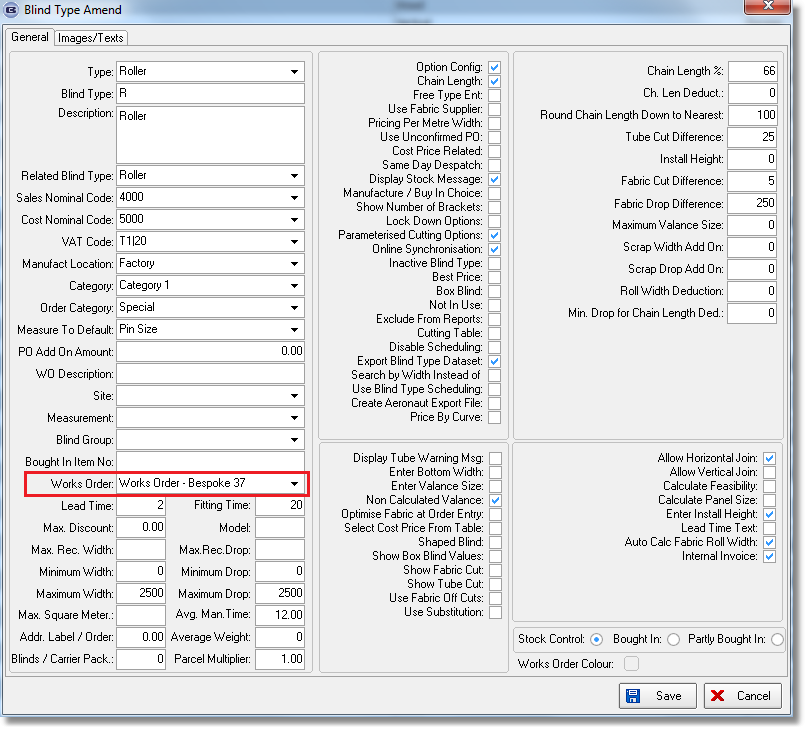 Blind Type Amend
General
Images/Texts
Type: Roller
Blind Type: R
Description: Roller
Related Blind Type: Roller
Sales Nominal Code: 4000
Cost Nominal Code: 5000
VAT Code: T1|20
Manufact Location: Factory
Category: Category 1
Order Category: Special
Measure To Default: Pin Size
PO Add On Amount: 0.00
WO Description:
Site:
Measurement:
Blind Group:
Bought In Item No:
Works Order: Works Order - Bespoke 37
Lead Time: 2 Fitting Time: 20
Max. Discount: 0.00 Model:
Max. Rec. Width: Max.Rec.Drop:
Minimum Width: 0 Minimum Drop: 0
Maximum Width: 2500 Maximum Drop: 2500
Max. Square Meter.: Avg. Man.Time: 12.00
Addr. Label / Order: 0.00 Average Weight: 0
Blinds / Carrier Pack.: 0 Parcel Multiplier: 1.00
Option Config:
Chain Length:
Free Type Ent:
Use Fabric Supplier:
Pricing Per Metre Width:
Use Unconfirmed PO:
Cost Price Related:
Same Day Despatch:
Display Stock Message:
Manufacture / Buy In Choice:
Show Number of Brackets:
Lock Down Options:
Parameterised Cutting Options:
Online Synchronisation:
Inactive Blind Type:
Best Price:
Box Blind:
Not In Use:
Exclude From Reports:
Cutting Table:
Disable Scheduling:
Export Blind Type Dataset:
Search by Width Instead of
Use Blind Type Scheduling:
Create Aeronaut Export File:
Price By Curve:
Display Tube Warning Msg:
Enter Bottom Width:
Enter Valance Size:
Non Calculated Valance:
Optimise Fabric at Order Entry:
Select Cost Price From Table:
Shaped Blind:
Show Box Blind Values:
Show Fabric Cut:
Show Tube Cut:
Use Fabric Off Cuts:
Use Substitution:
Chain Length %: 66
Ch. Len Deduct.: 0
Round Chain Length Down to Nearest: 100
Tube Cut Difference: 25
Install Height: 0
Fabric Cut Difference: 5
Fabric Drop Difference: 250
Maximum Valance Size: 0
Scrap Width Add On: 0
Scrap Drop Add On: 0
Roll Width Deduction: 0
Min. Drop for Chain Length Ded.: 0
Allow Horizontal Join:
Allow Vertical Join:
Calculate Feasibility:
Calculate Panel Size:
Enter Install Height:
Lead Time Text:
Auto Calc Fabric Roll Width:
Internal Invoice:
Stock Control: Bought In: Partly Bought In:
Works Order Colour:
Save
Cancel